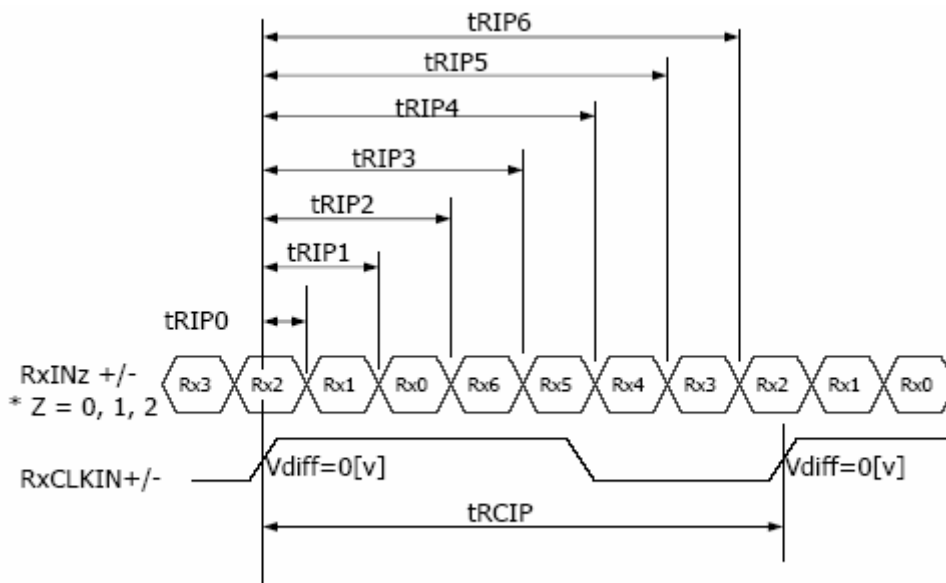 tRIP6
tRIP5
tRIP4
tRIP3
tRIP2
tRIP1
tRIP0
RxINz +/-
* Z = 0, 1, 2
Rx3 Rx2 Rx1 Rx0 Rx6 Rx5 Rx4 Rx3 Rx2 Rx1 Rx0
RxCLKIN+/-
Vdiff=0[v] Vdiff=0[v]
tRCIP